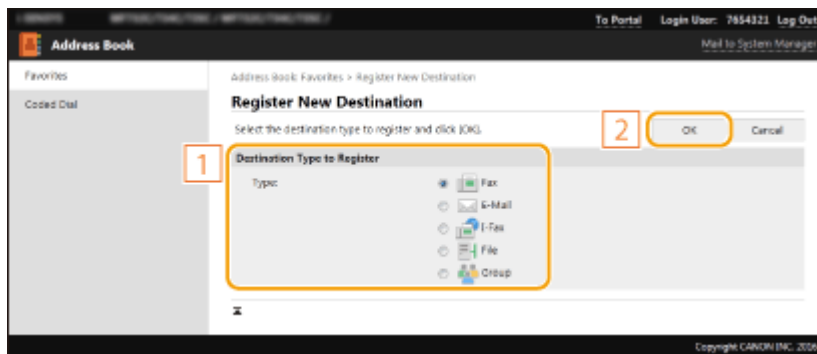 To Portal Login User: 7654321 Log Out
Address Book
Mail to System Manager
Favorites
Address Book: Favorites > Register New Destination
Coded Dial
Register New Destination
Select the destination type to register and click [OK].
2
OK
Cancel
1
Destination Type to Register
Type:
Fax
E-Mail
I-Fax
File
Group
Copyright CANON INC. 2016